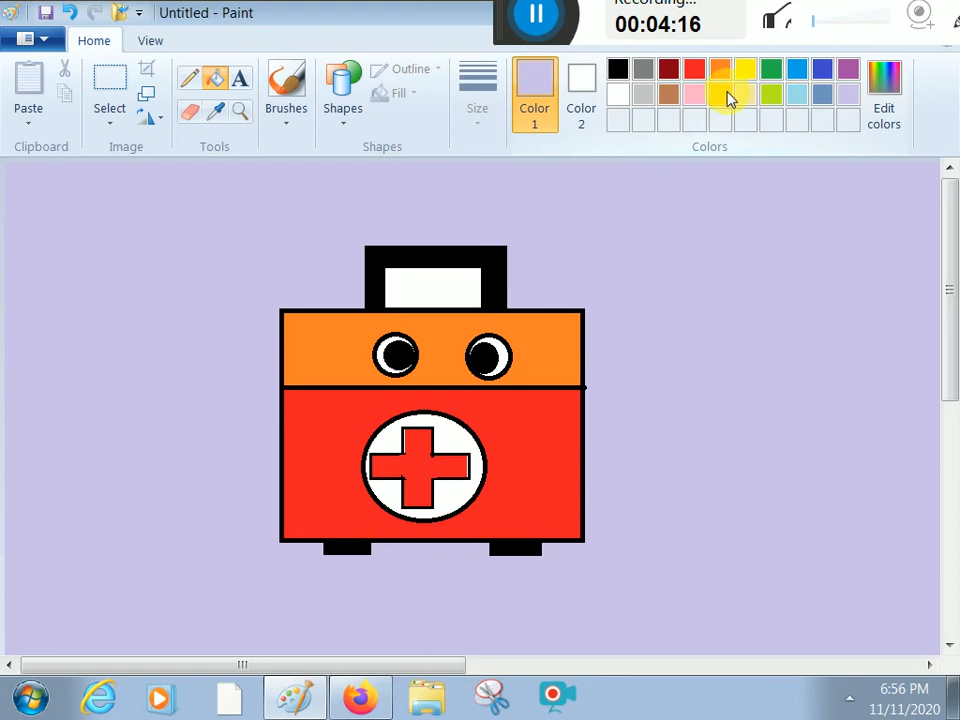 Untitled - Paint
Recording...
00:04:16
Home View
Paste
Select
Brushes
Shapes
Outline
Fill
Size
Color 1
Color 2
Edit colors
Clipboard
Image
Tools
Shapes
Colors
6:56 PM
11/11/2020